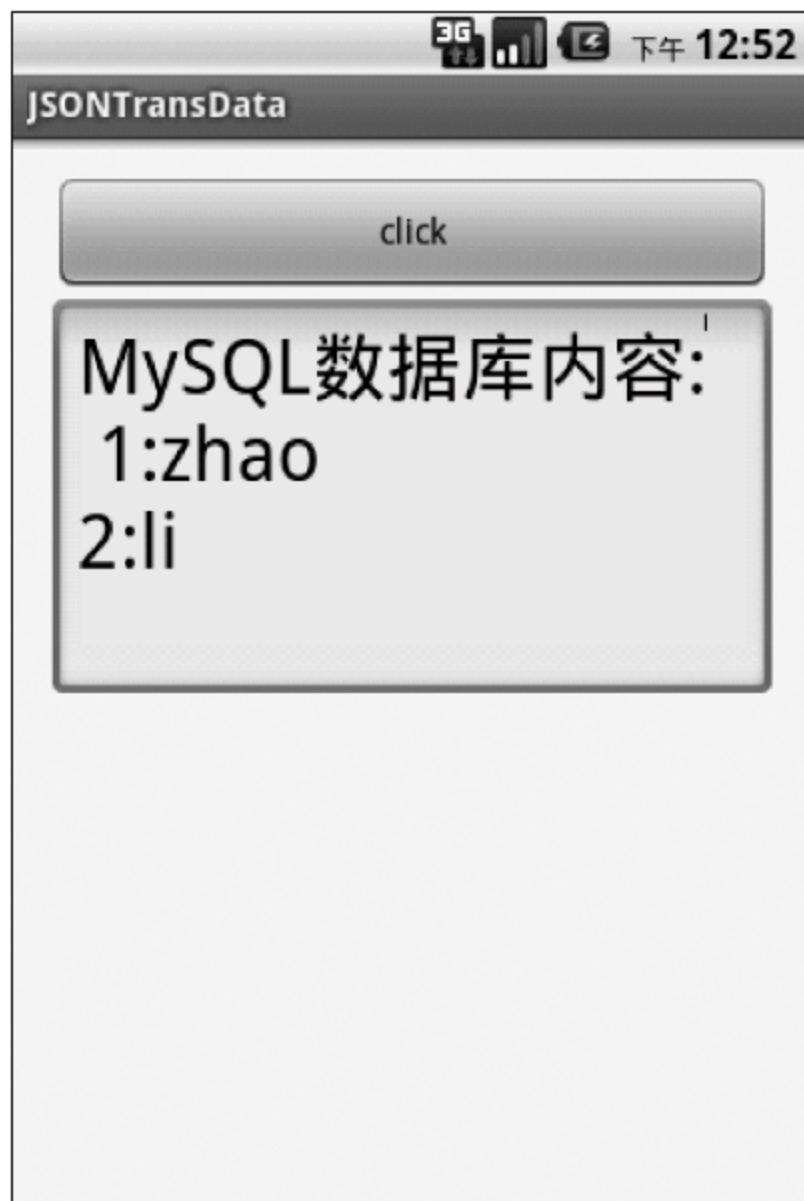 3G 下午 12:52
JSONTransData
click
MySQL数据库内容:
1:zhao
2:li